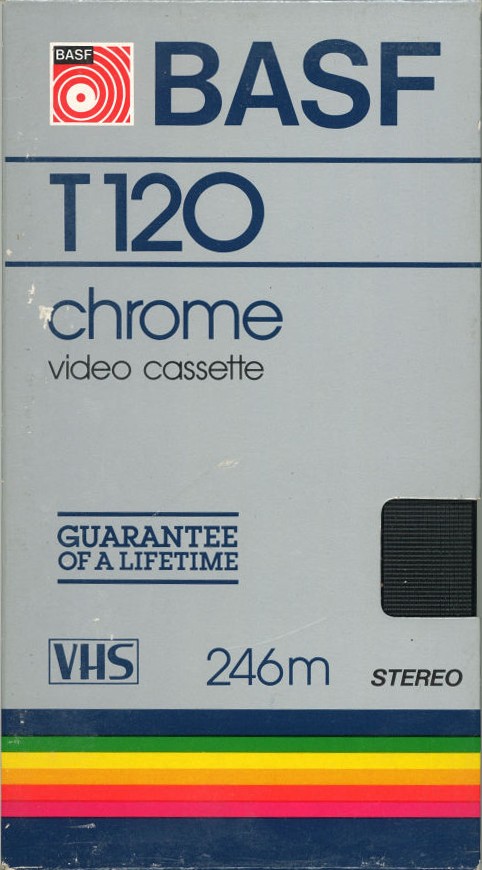 BASF
BASF
T120
chrome
video cassette
GUARANTEE
OF A LIFETIME
VHS
246m
STEREO